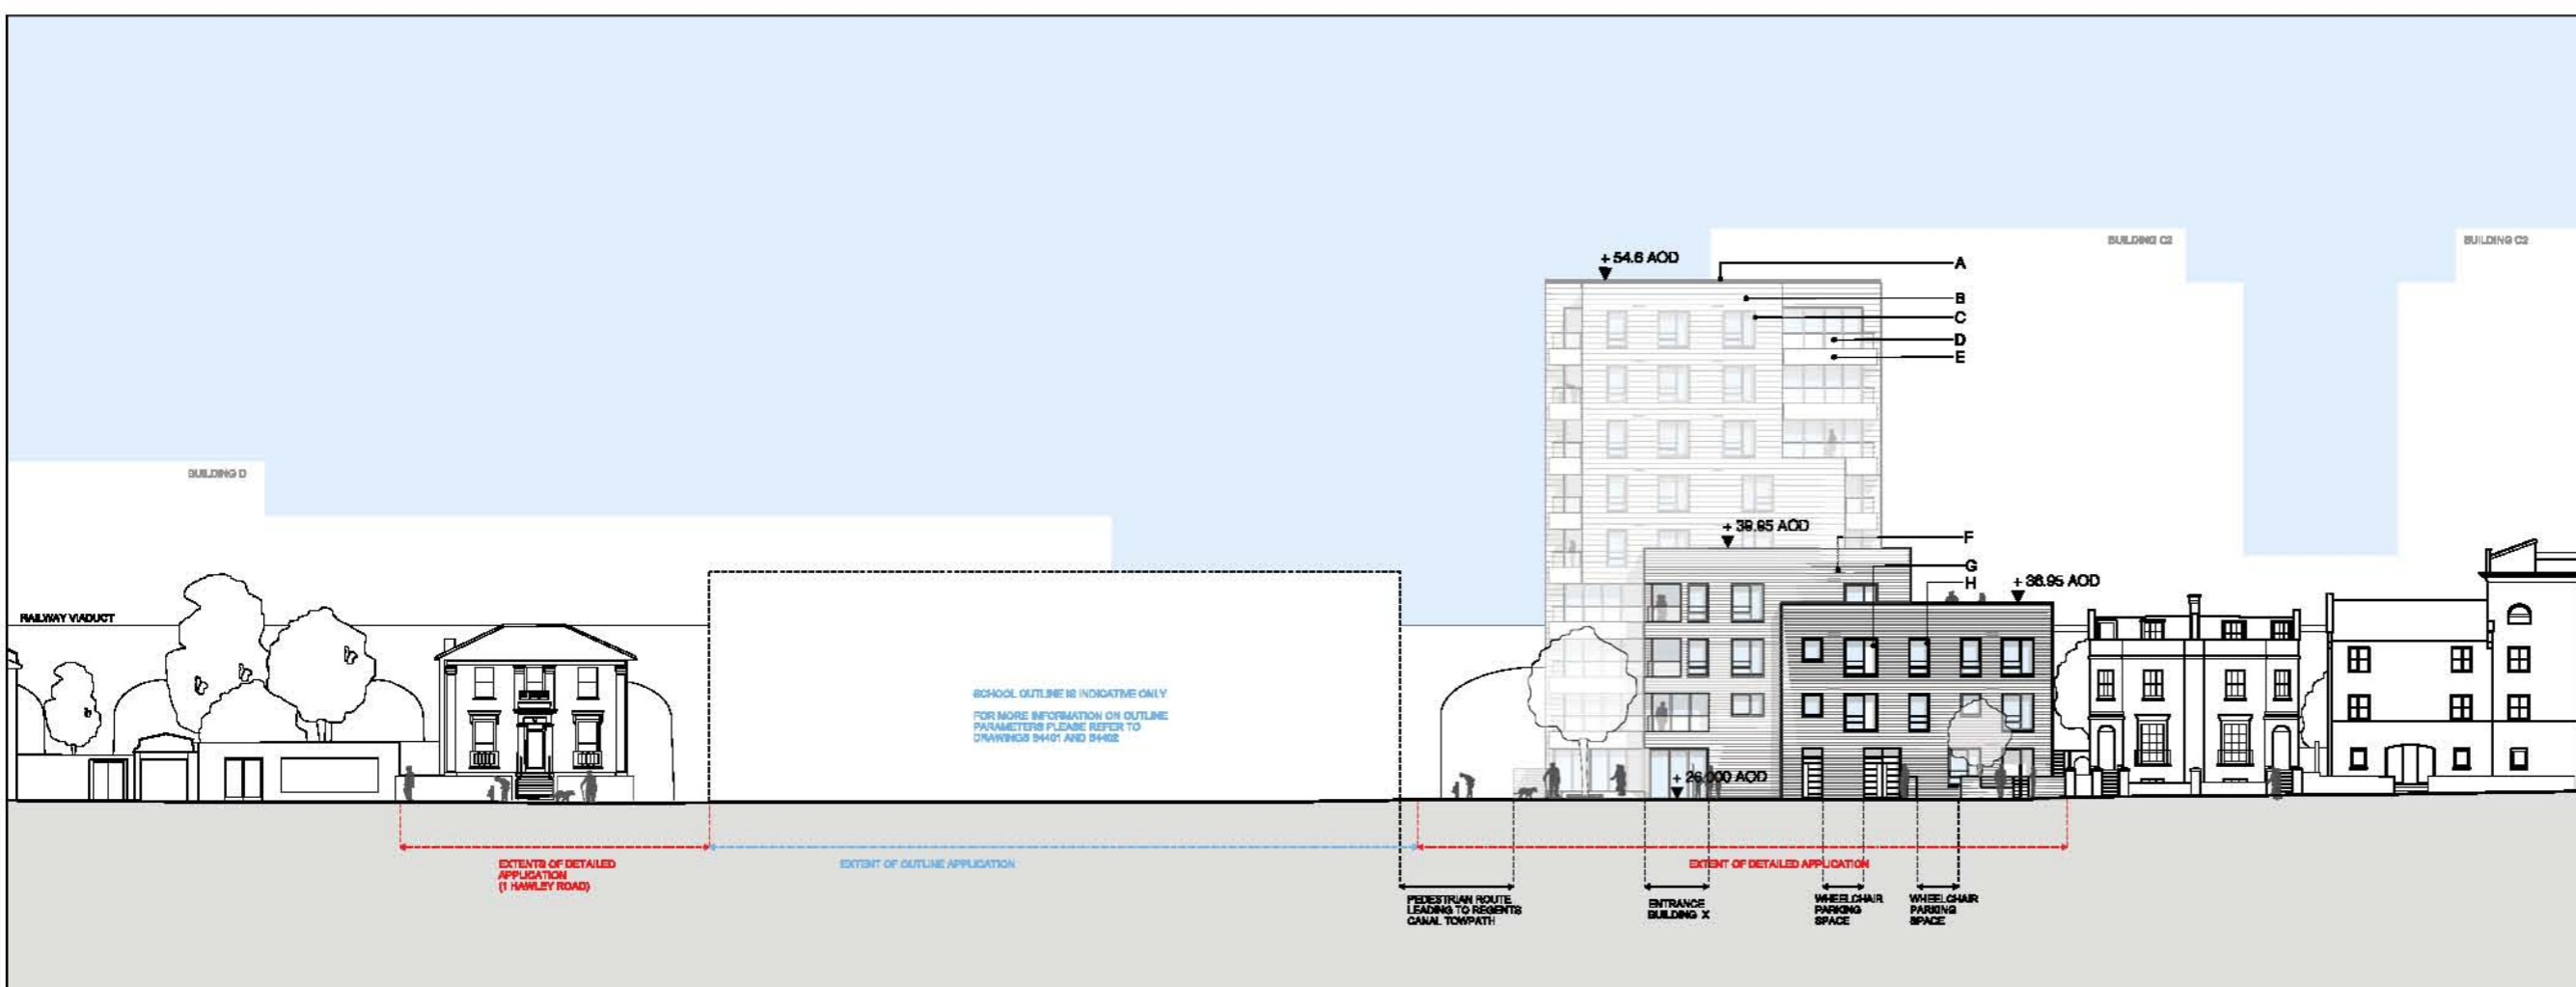 BUILDING C2
BUILDING C2
+ 54.6 AOD
A
B
C
D
E
BUILDING D
+ 39.95 AOD
F
G
H
+ 36.95 AOD
RAILWAY VIADUCT
SCHOOL OUTLINE IS INDICATIVE ONLY
FOR MORE INFORMATION ON OUTLINE
PARAMETERS PLEASE REFER TO
DRAWINGS AND
+ 26.000 AOD
EXTENTS OF DETAILED
APPLICATION
(1 HAWLEY ROAD)
EXTENT OF OUTLINE APPLICATION
EXTENT OF DETAILED APPLICATION
PEDESTRIAN ROUTE
LEADING TO REGENTS
CANAL TOWPATH
ENTRANCE
BUILDING X
WHEELCHAIR
PARKING
SPACE
WHEELCHAIR
PARKING
SPACE